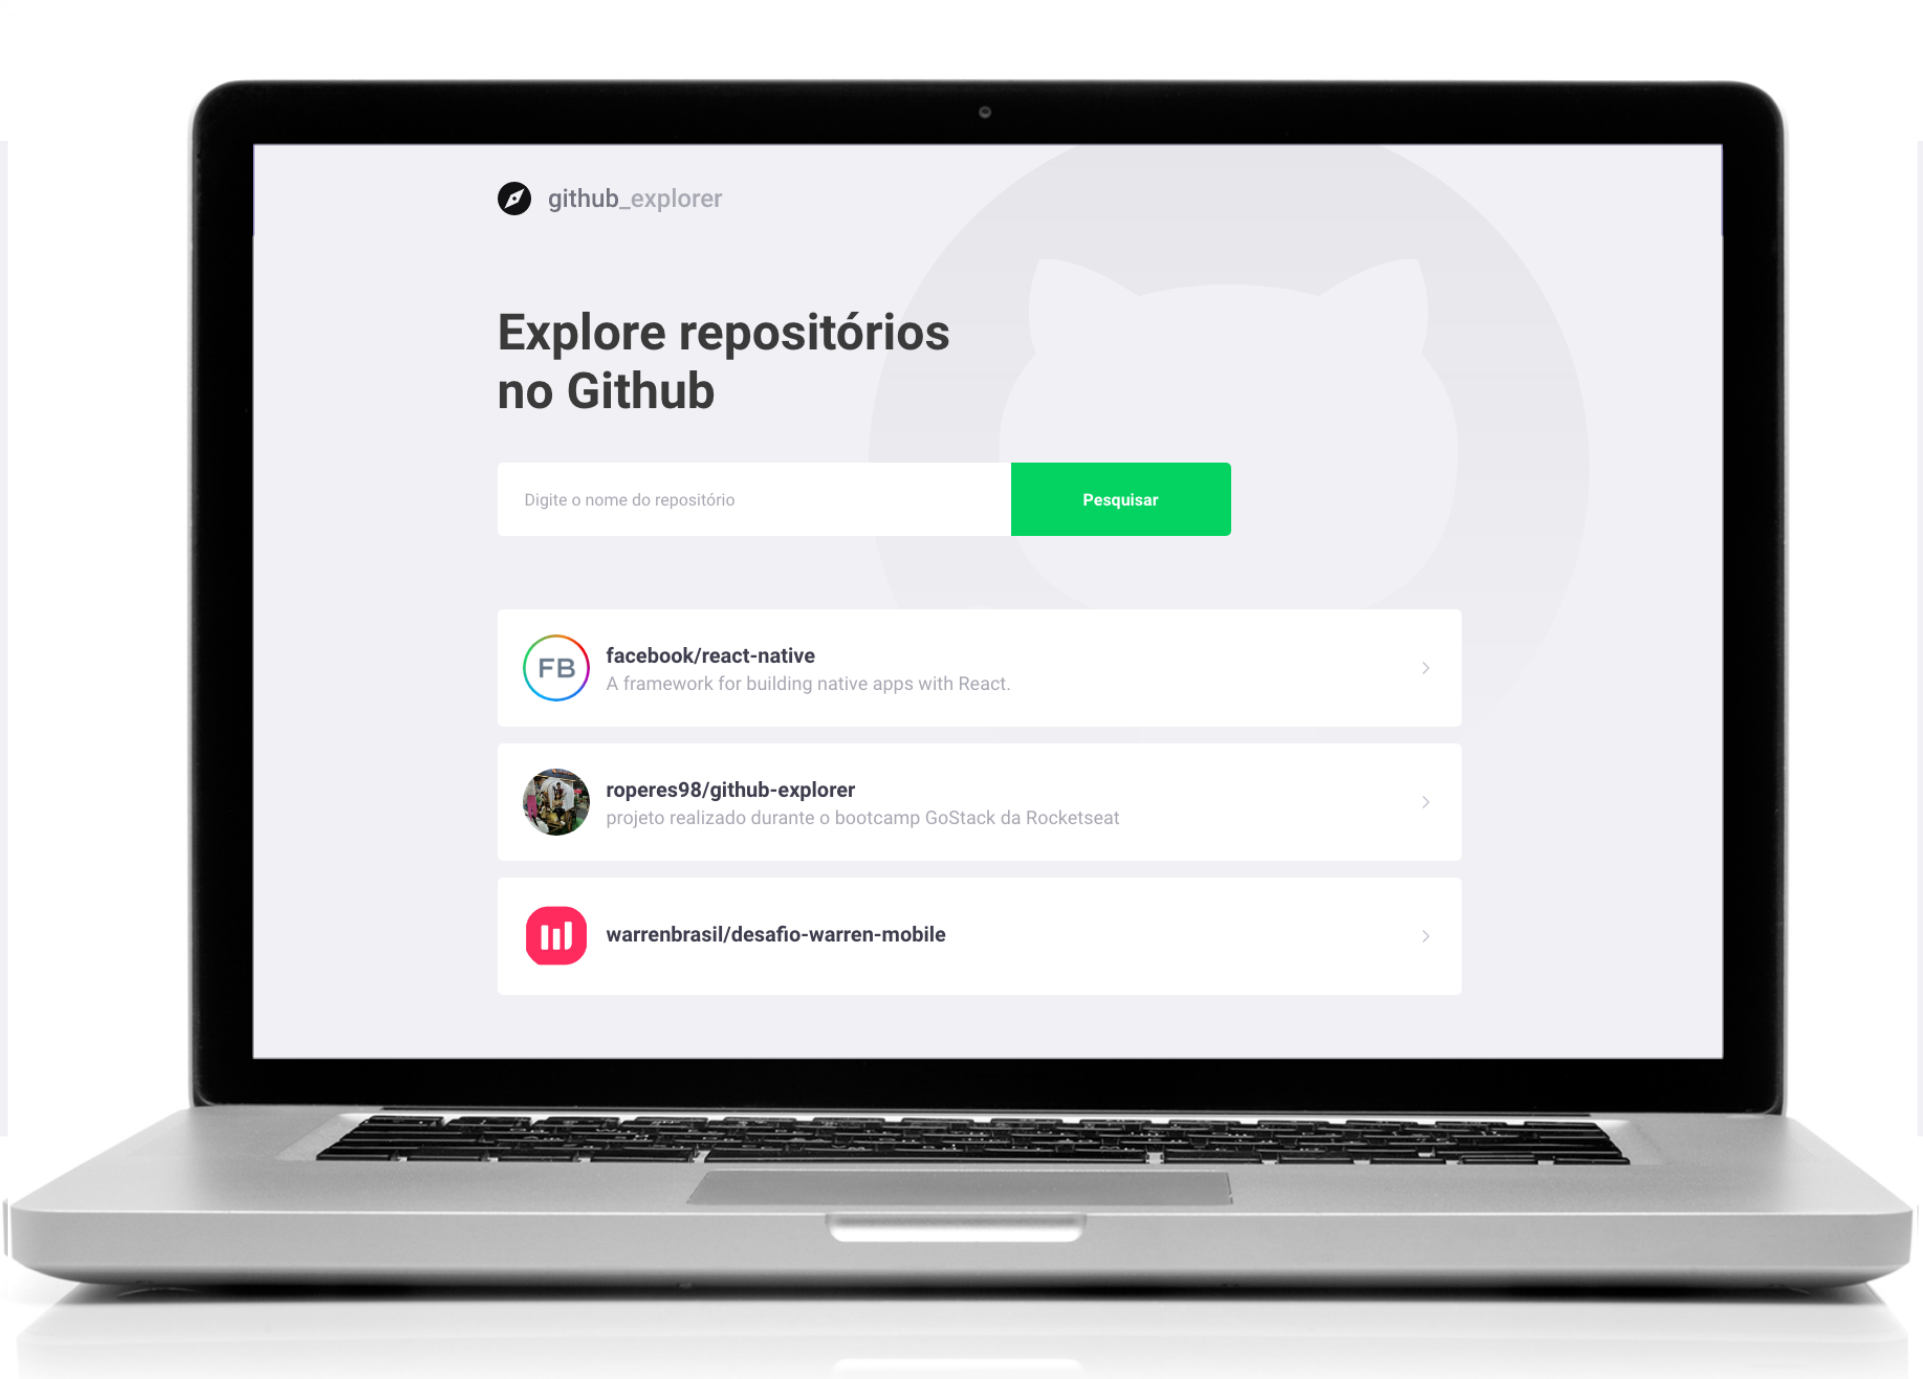 github_explorer
Explore repositórios
no Github
Digite o nome do repositório
Pesquisar
FB
facebook/react-native
A framework for building native apps with React.
roperes98/github-explorer
projeto realizado durante o bootcamp GoStack da Rocketseat
warrenbrasil/desafio-warren-mobile